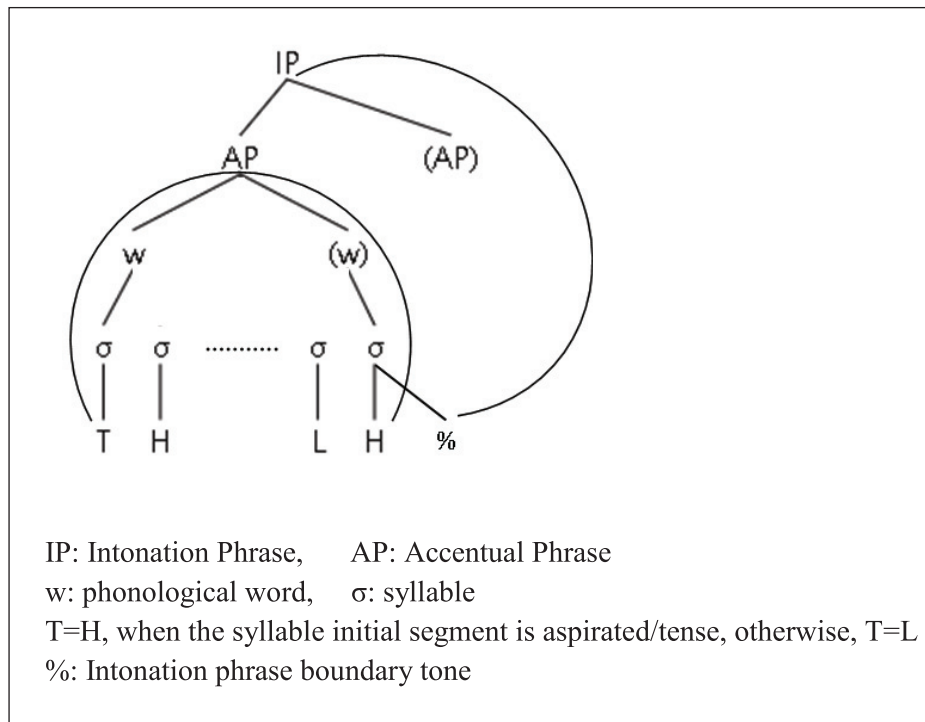 IP
AP (AP)
w (w)
σ σ ........... σ σ
T H L H %
IP: Intonation Phrase, AP: Accentual Phrase
w: phonological word, σ: syllable
T=H, when the syllable initial segment is aspirated/tense, otherwise, T=L
%: Intonation phrase boundary tone